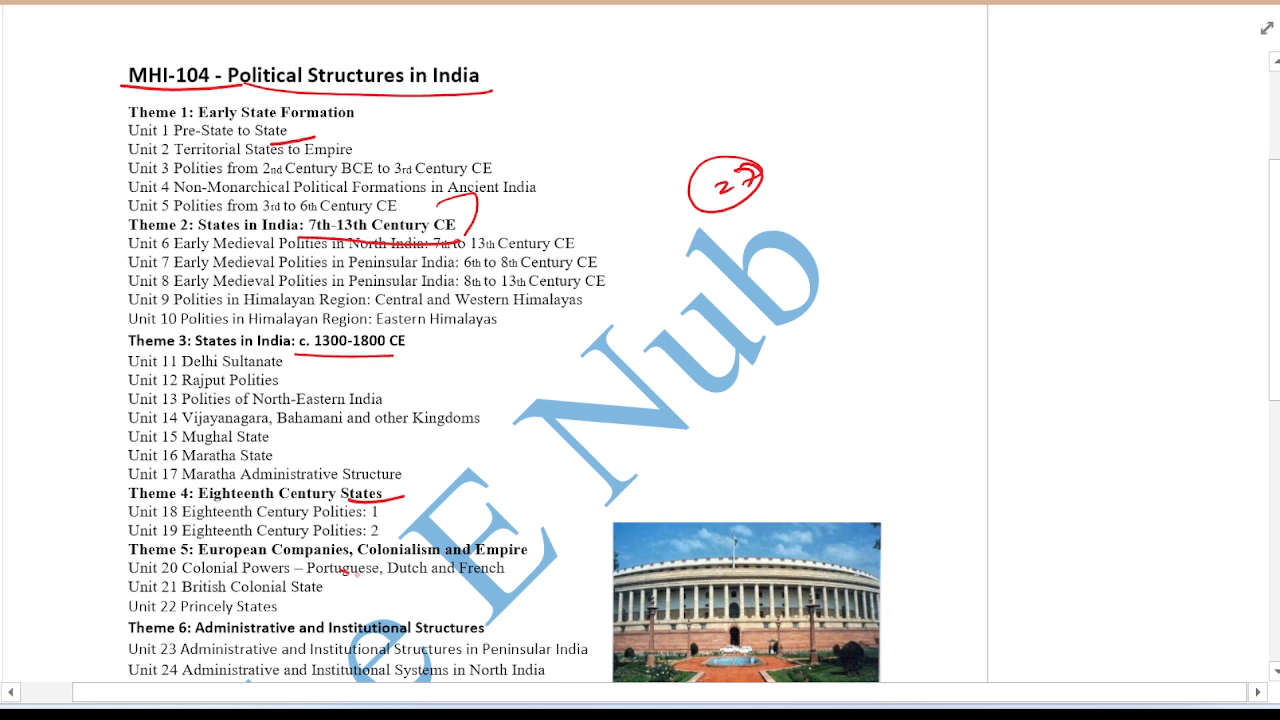 MHI-104 - Political Structures in India
Theme 1: Early State Formation
Unit 1 Pre-State to State
Unit 2 Territorial States to Empire
Unit 3 Polities from 2nd Century BCE to 3rd Century CE
Unit 4 Non-Monarchical Political Formations in Ancient India
Unit 5 Polities from 3rd to 6th Century CE
27
Theme 2: States in India: 7th-13th Century CE
Unit 6 Early Medieval Polities in North India: 7th to 13th Century CE
Unit 7 Early Medieval Polities in Peninsular India: 6th to 8th Century CE
Unit 8 Early Medieval Polities in Peninsular India: 8th to 13th Century CE
Unit 9 Polities in Himalayan Region: Central and Western Himalayas
Unit 10 Polities in Himalayan Region: Eastern Himalayas
Theme 3: States in India: c. 1300-1800 CE
Unit 11 Delhi Sultanate
Unit 12 Rajput Polities
Unit 13 Polities of North-Eastern India
Unit 14 Vijayanagara, Bahamani and other Kingdoms
Unit 15 Mughal State
Unit 16 Maratha State
Unit 17 Maratha Administrative Structure
Theme 4: Eighteenth Century States
Unit 18 Eighteenth Century Polities: 1
Unit 19 Eighteenth Century Polities: 2
Theme 5: European Companies, Colonialism and Empire
Unit 20 Colonial Powers – Portuguese, Dutch and French
Unit 21 British Colonial State
Unit 22 Princely States
Theme 6: Administrative and Institutional Structures
Unit 23 Administrative and Institutional Structures in Peninsular India
Unit 24 Administrative and Institutional Systems in North India
e E Nub